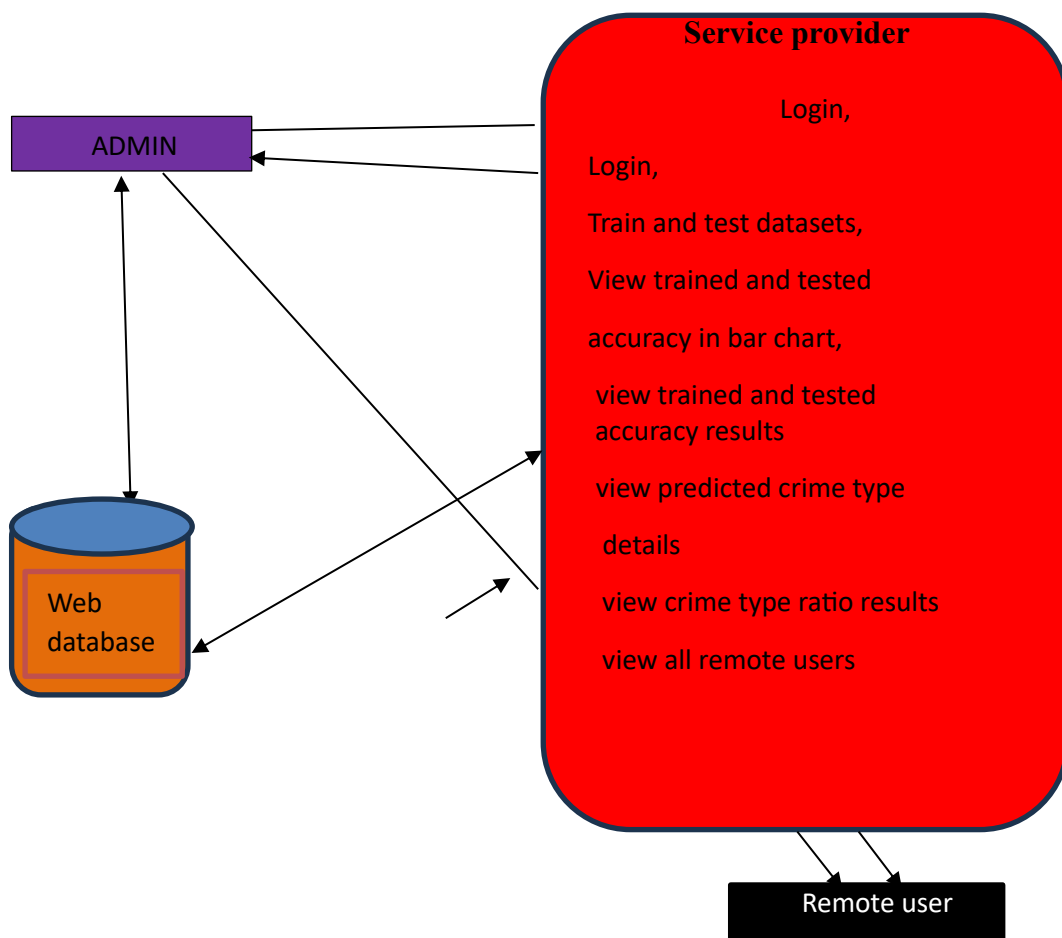 Service provider
Login,
ADMIN
Login,
Train and test datasets,
View trained and tested
accuracy in bar chart,
view trained and tested
accuracy results
view predicted crime type
details
Web
database
view crime type ratio results
view all remote users
Remote user